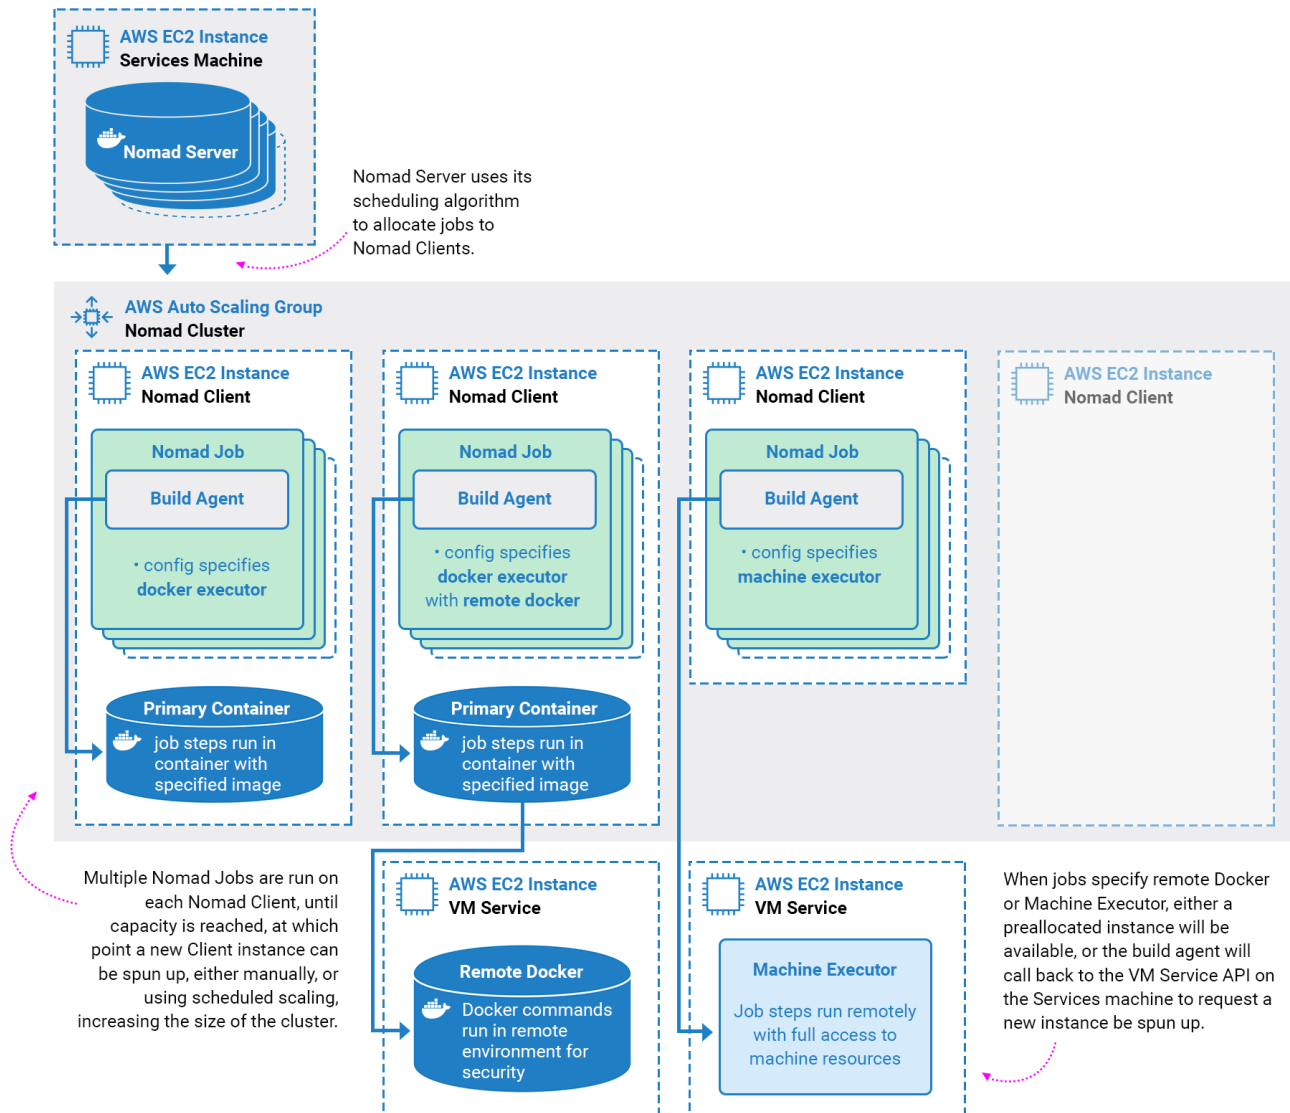 AWS EC2 Instance
Services Machine
Nomad Server
Nomad Server uses its
scheduling algorithm
to allocate jobs to
Nomad Clients.
AWS Auto Scaling Group
Nomad Cluster
AWS EC2 Instance
Nomad Client
Nomad Job
Build Agent
• config specifies
docker executor
Primary Container
job steps run in
container with
specified image
AWS EC2 Instance
Nomad Client
Nomad Job
Build Agent
• config specifies
docker executor
with remote docker
Primary Container
job steps run in
container with
specified image
AWS EC2 Instance
Nomad Client
Nomad Job
Build Agent
• config specifies
machine executor
AWS EC2 Instance
Nomad Client
Multiple Nomad Jobs are run on
each Nomad Client, until
capacity is reached, at which
point a new Client instance can
be spun up, either manually, or
using scheduled scaling,
increasing the size of the cluster.
AWS EC2 Instance
VM Service
Remote Docker
Docker commands
run in remote
environment for
security
AWS EC2 Instance
VM Service
Machine Executor
Job steps run remotely
with full access to
machine resources
When jobs specify remote Docker
or Machine Executor, either a
preallocated instance will be
available, or the build agent will
call back to the VM Service API on
the Services machine to request a
new instance be spun up.